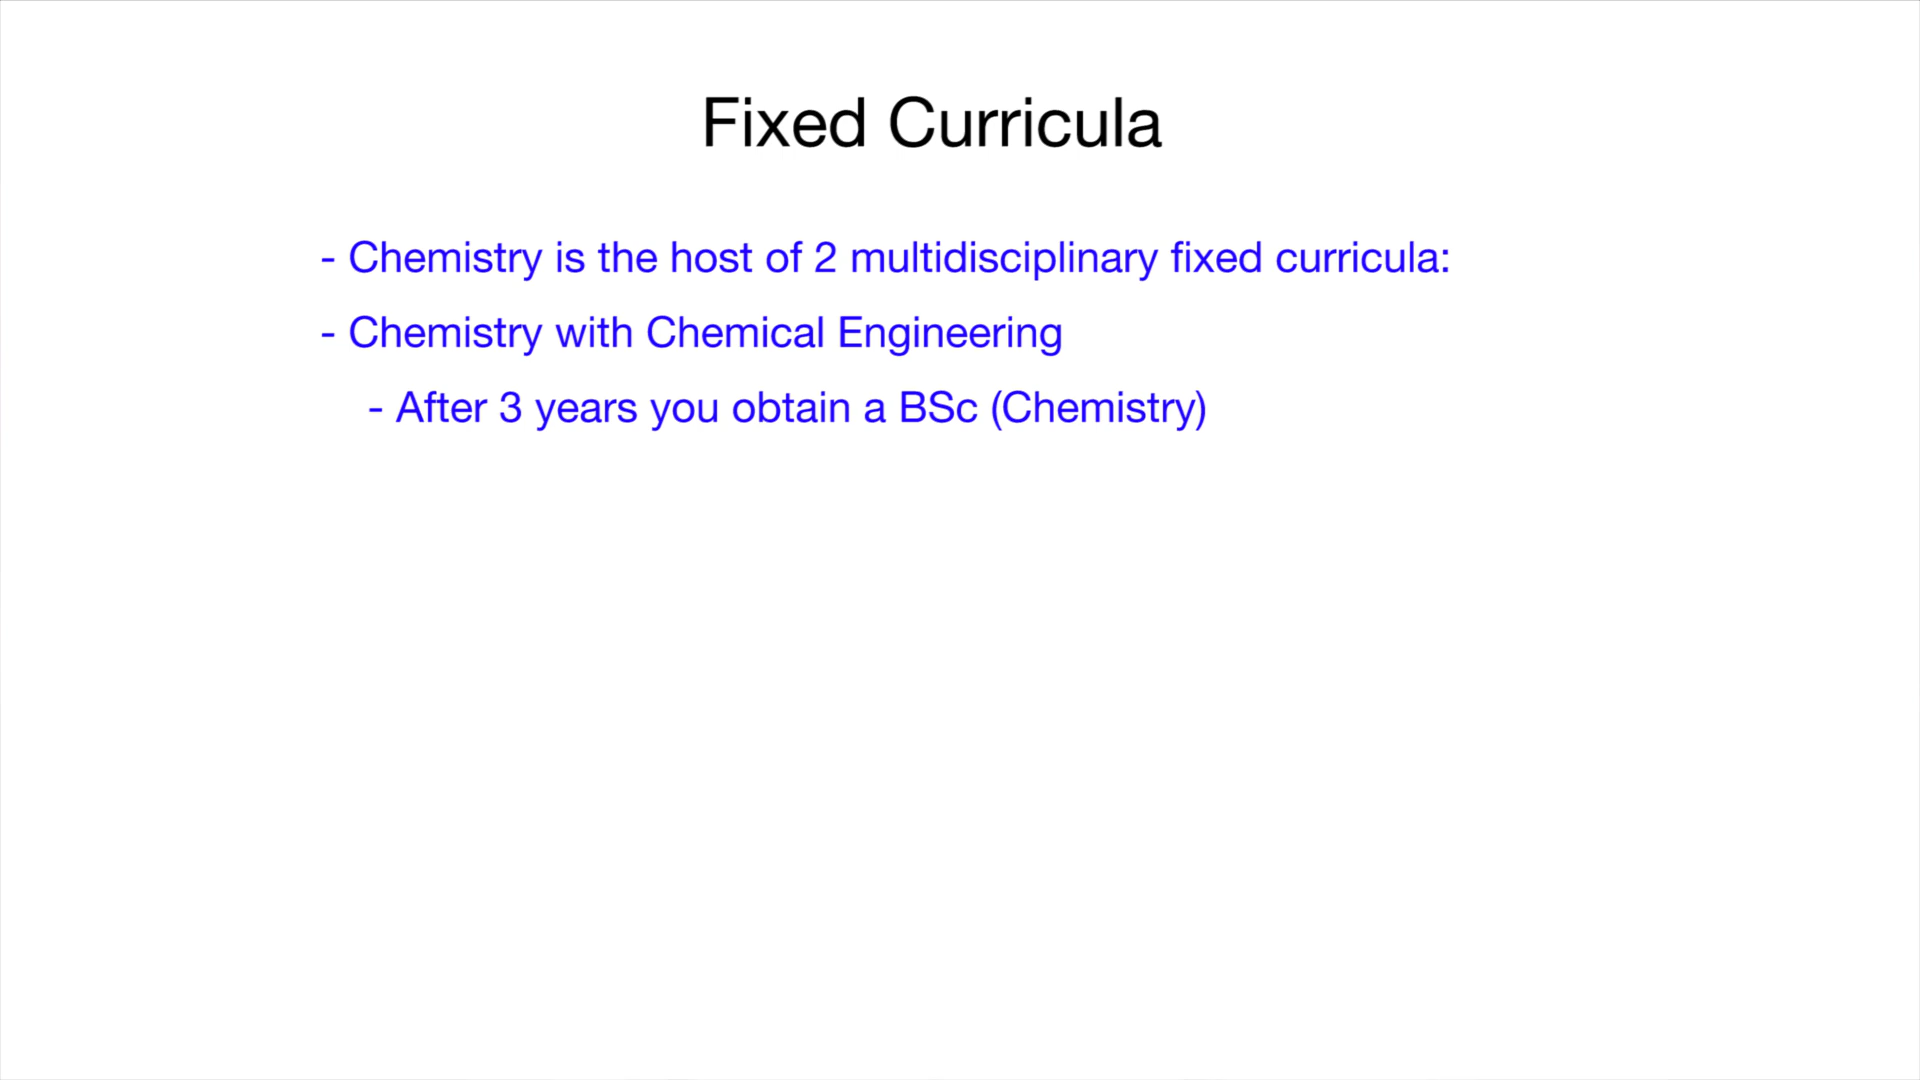 Fixed Curricula
- Chemistry is the host of 2 multidisciplinary fixed curricula:
- Chemistry with Chemical Engineering
- After 3 years you obtain a BSc (Chemistry)